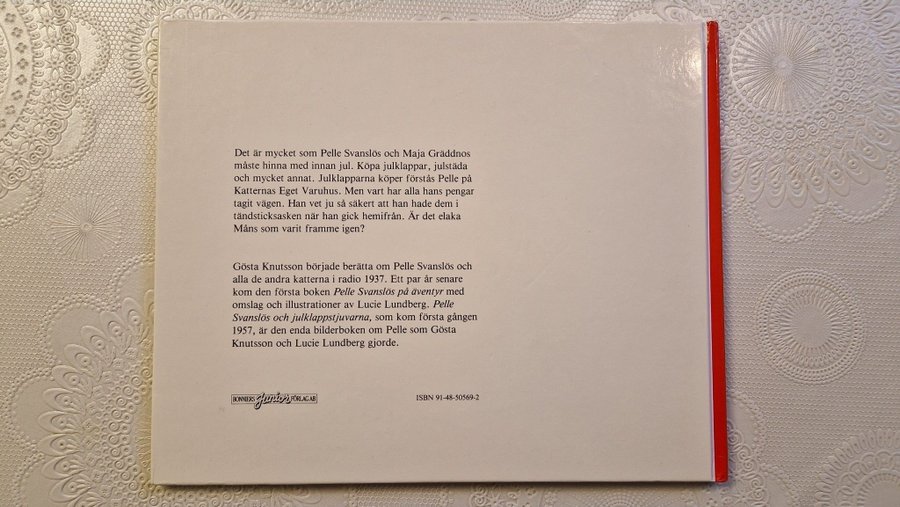 Det är mycket som Pelle Svanslös och Maja Gräddnos
måste hinna med innan jul. Köpa julklappar, julstäda
och mycket annat. Julklapparna köper förstås Pelle på
Katternas Eget Varuhus. Men vart har alla hans pengar
tagit vägen. Han vet ju så säkert att han hade dem i
tändsticksasken när han gick hemifrån. Är det elaka
Måns som varit framme igen?
Gösta Knutsson började berätta om Pelle Svanslös och
alla de andra katterna i radio 1937. Ett par år senare
kom den första boken Pelle Svanslös på äventyr med
omslag och illustrationer av Lucie Lundberg. Pelle
Svanslös och julklappstjuvarna, som kom första gången
1957, är den enda bilderboken om Pelle som Gösta
Knutsson och Lucie Lundberg gjorde.
BONNIERS Junior FÖRLAG AB
ISBN 91-48-50569-2